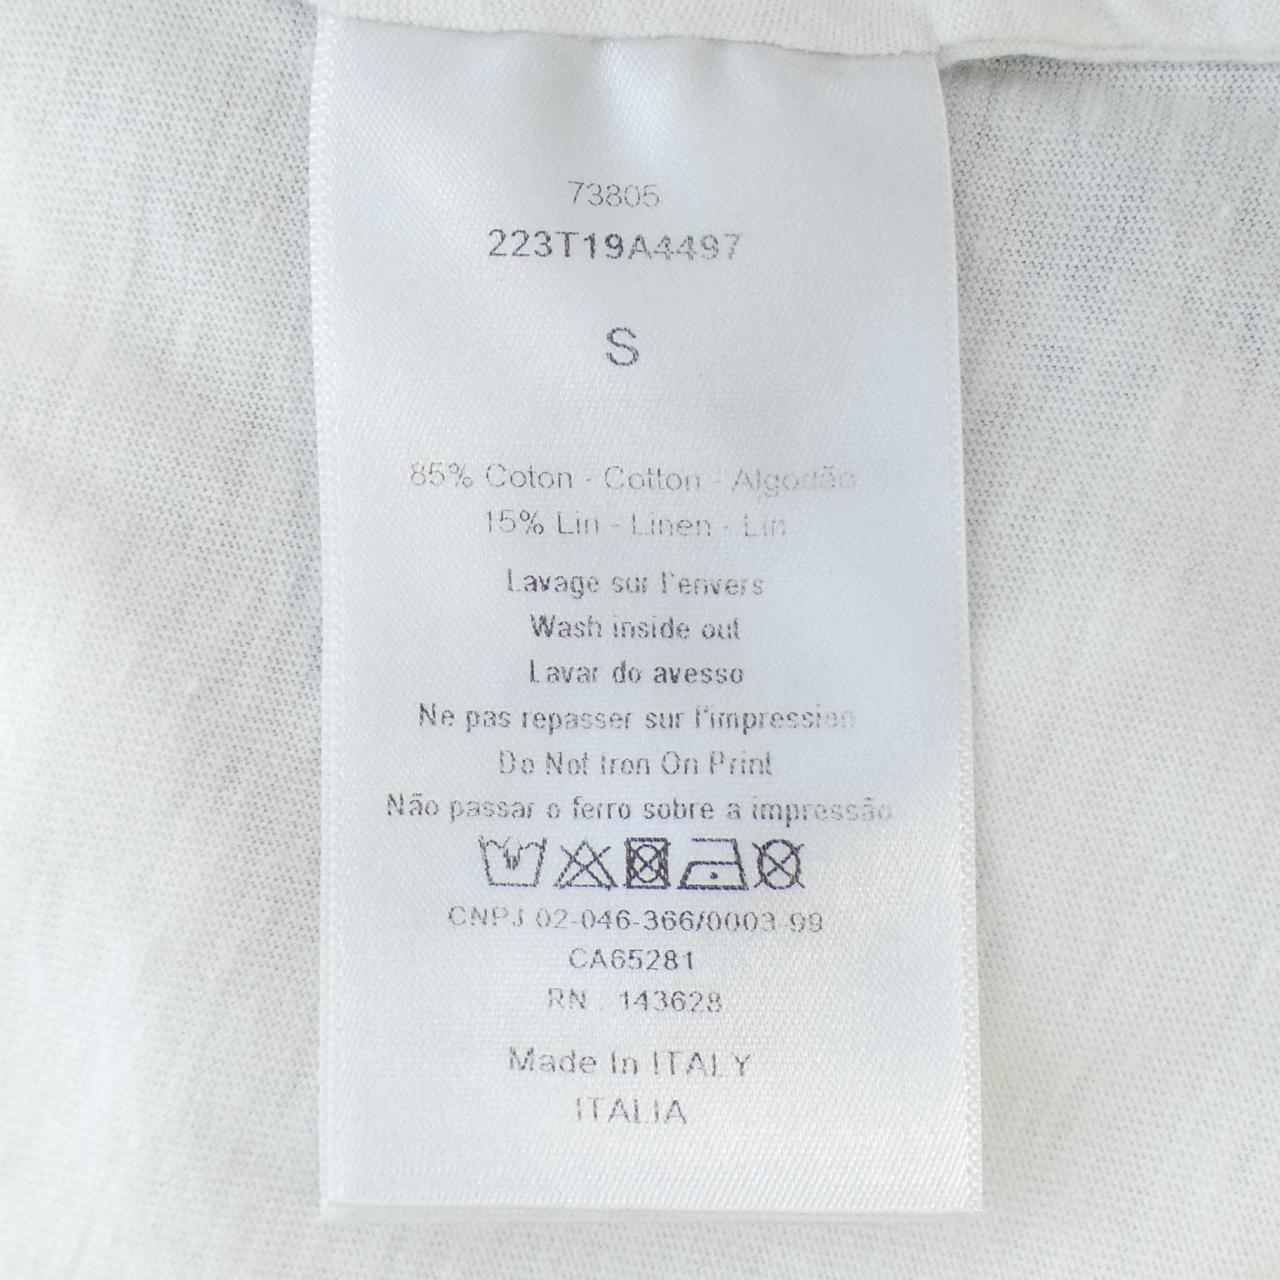 73805
223T19A4497
S
85% Coton - Cotton - Algodão
15% Lin - Linen - Lin
Lavage sur l'envers
Wash inside out
Lavar do avesso
Ne pas repasser sur l'impression
Do Not Iron On Print
Não passar o ferro sobre a impressão
CNPJ 02-046-366/0003-99
CA65281
RN : 143628
Made In ITALY
ITALIA